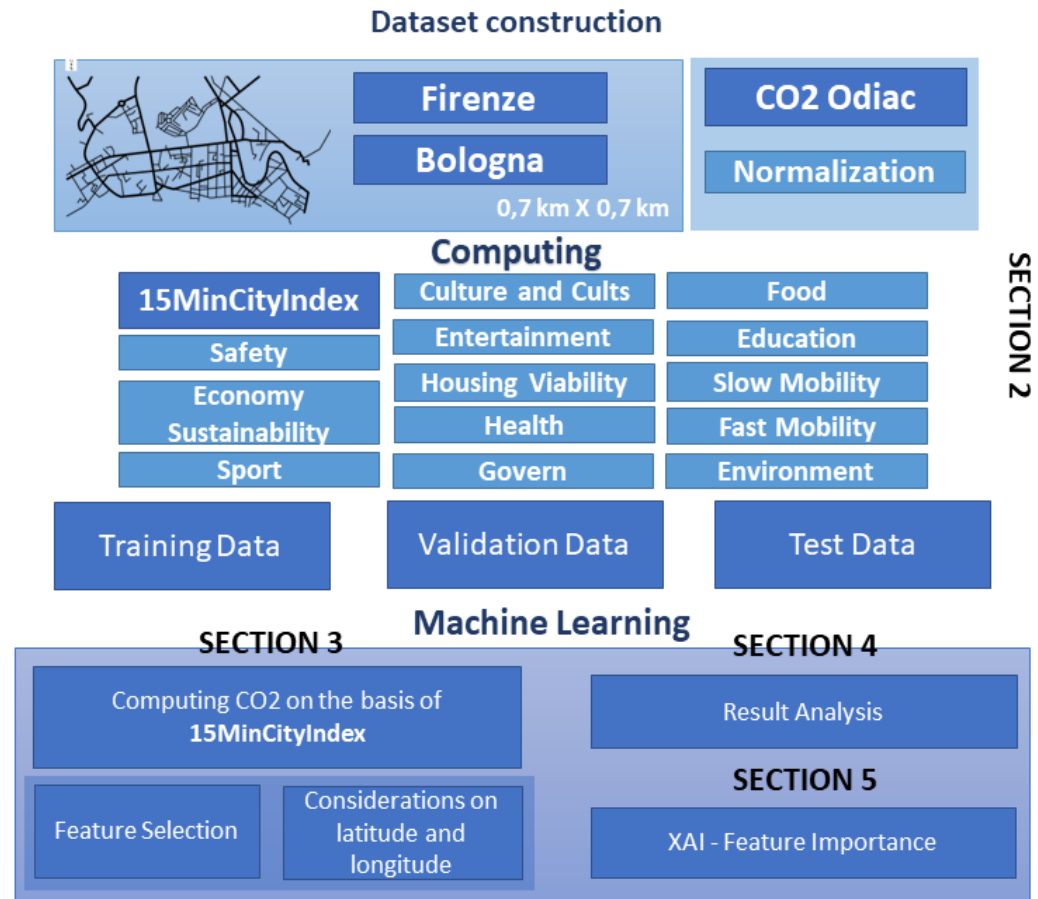 Dataset construction
Firenze
Bologna
0,7 km X 0,7 km
CO2 Odiac
Normalization
Computing
15MinCityIndex
Safety
Economy
Sustainability
Sport
Culture and Cults
Entertainment
Housing Viability
Health
Govern
Food
Education
Slow Mobility
Fast Mobility
Environment
SECTION 2
Training Data
Validation Data
Test Data
Machine Learning
SECTION 3
Computing CO2 on the basis of
15MinCityIndex
Feature Selection
Considerations on
latitude and
longitude
SECTION 4
Result Analysis
SECTION 5
XAI - Feature Importance